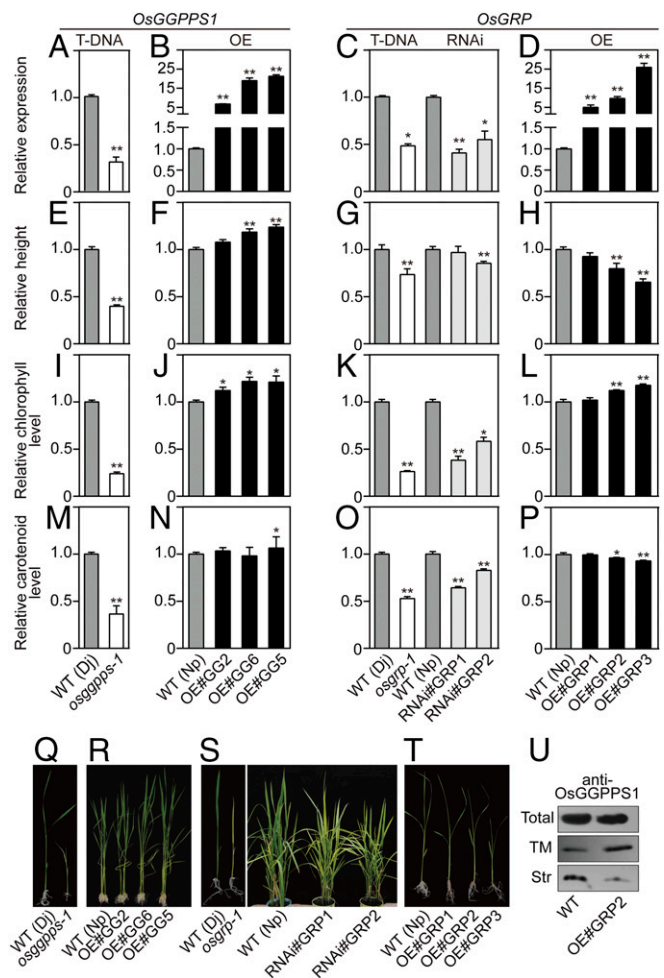 OsGGPPS1 OsGRP
A T-DNA B OE C T-DNA RNAi D OE
Relative expression
1.0 0.5 0
25 15 5 1.5 1.0 0.5 0
1.0 0.5 0
25 15 5 1.5 1.0 0.5 0
** ** ** ** * ** * ** ** **
E F G H
Relative height
1.0 0.5 0
1.0 0.5 0
1.0 0.5 0
1.0 0.5 0
** ** ** ** ** ** **
I J K L
Relative chlorophyll level
1.0 0.5 0
1.0 0.5 0
1.0 0.5 0
1.0 0.5 0
** * * * ** ** * ** **
M N O P
Relative carotenoid level
1.0 0.5 0
1.0 0.5 0
1.0 0.5 0
1.0 0.5 0
** * ** ** ** * **
WT (Dj) osggpps-1
WT (Np) OE#GG2 OE#GG6 OE#GG5
WT (Dj) osgrp-1 WT (Np) RNAi#GRP1 RNAi#GRP2
WT (Np) OE#GRP1 OE#GRP2 OE#GRP3
Q R S T U
anti-OsGGPPS1
Total
TM
Str
WT OE#GRP2
WT (Dj) osggpps-1
WT (Np) OE#GG2 OE#GG6 OE#GG5
WT (Dj) osgrp-1 WT (Np) RNAi#GRP1 RNAi#GRP2
WT (Np) OE#GRP1 OE#GRP2 OE#GRP3